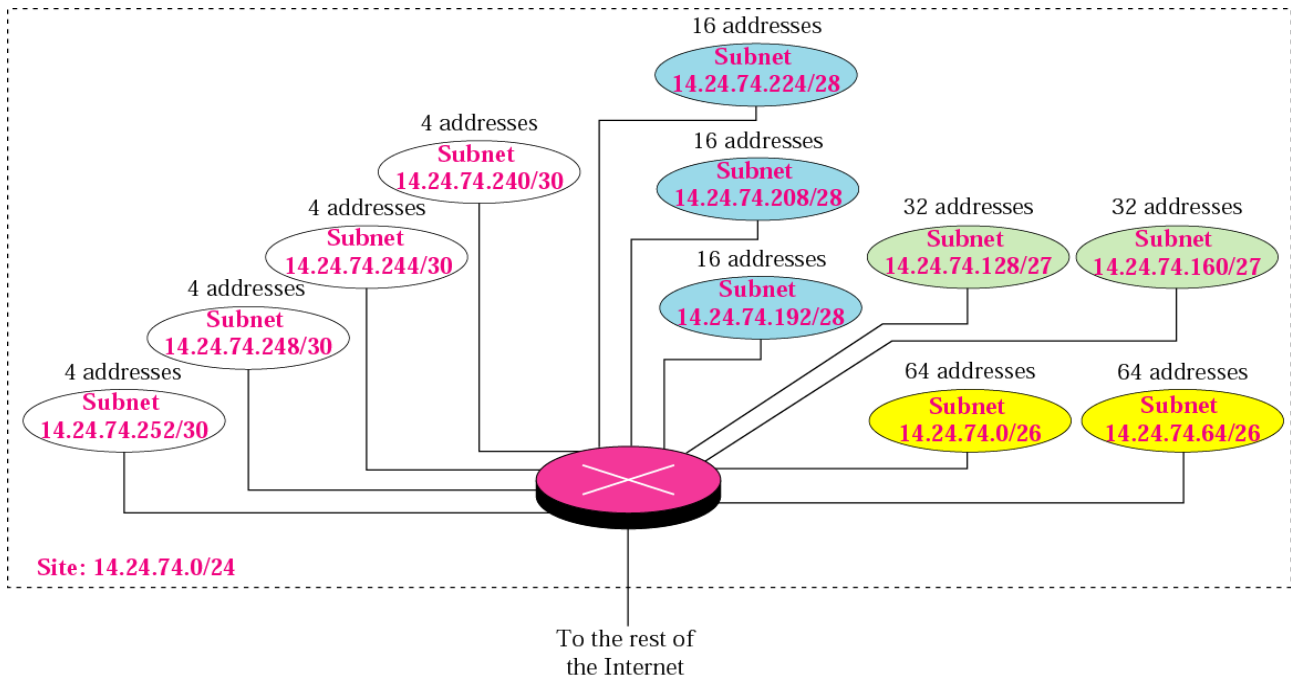 16 addresses
Subnet
14.24.74.224/28
4 addresses
Subnet
14.24.74.240/30
16 addresses
Subnet
14.24.74.208/28
4 addresses
Subnet
14.24.74.244/30
32 addresses
Subnet
14.24.74.128/27
32 addresses
Subnet
14.24.74.160/27
16 addresses
Subnet
14.24.74.192/28
4 addresses
Subnet
14.24.74.248/30
4 addresses
Subnet
14.24.74.252/30
64 addresses
Subnet
14.24.74.0/26
64 addresses
Subnet
14.24.74.64/26
Site: 14.24.74.0/24
To the rest of
the Internet